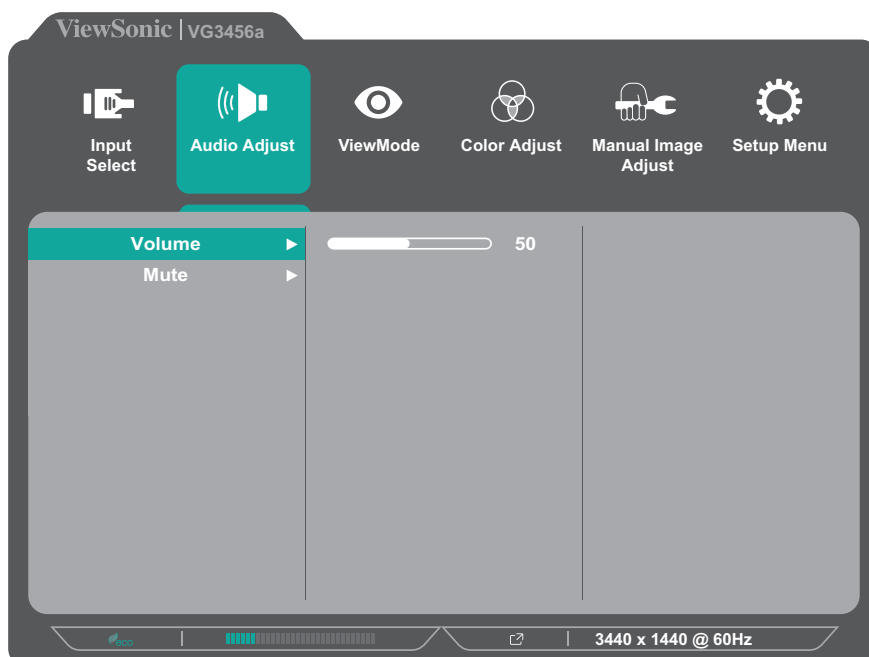 ViewSonic | VG3456a
Input
Select
Audio Adjust
ViewMode
Color Adjust
Manual Image
Adjust
Setup Menu
Volume
50
Mute
eco
3440 x 1440 @ 60Hz